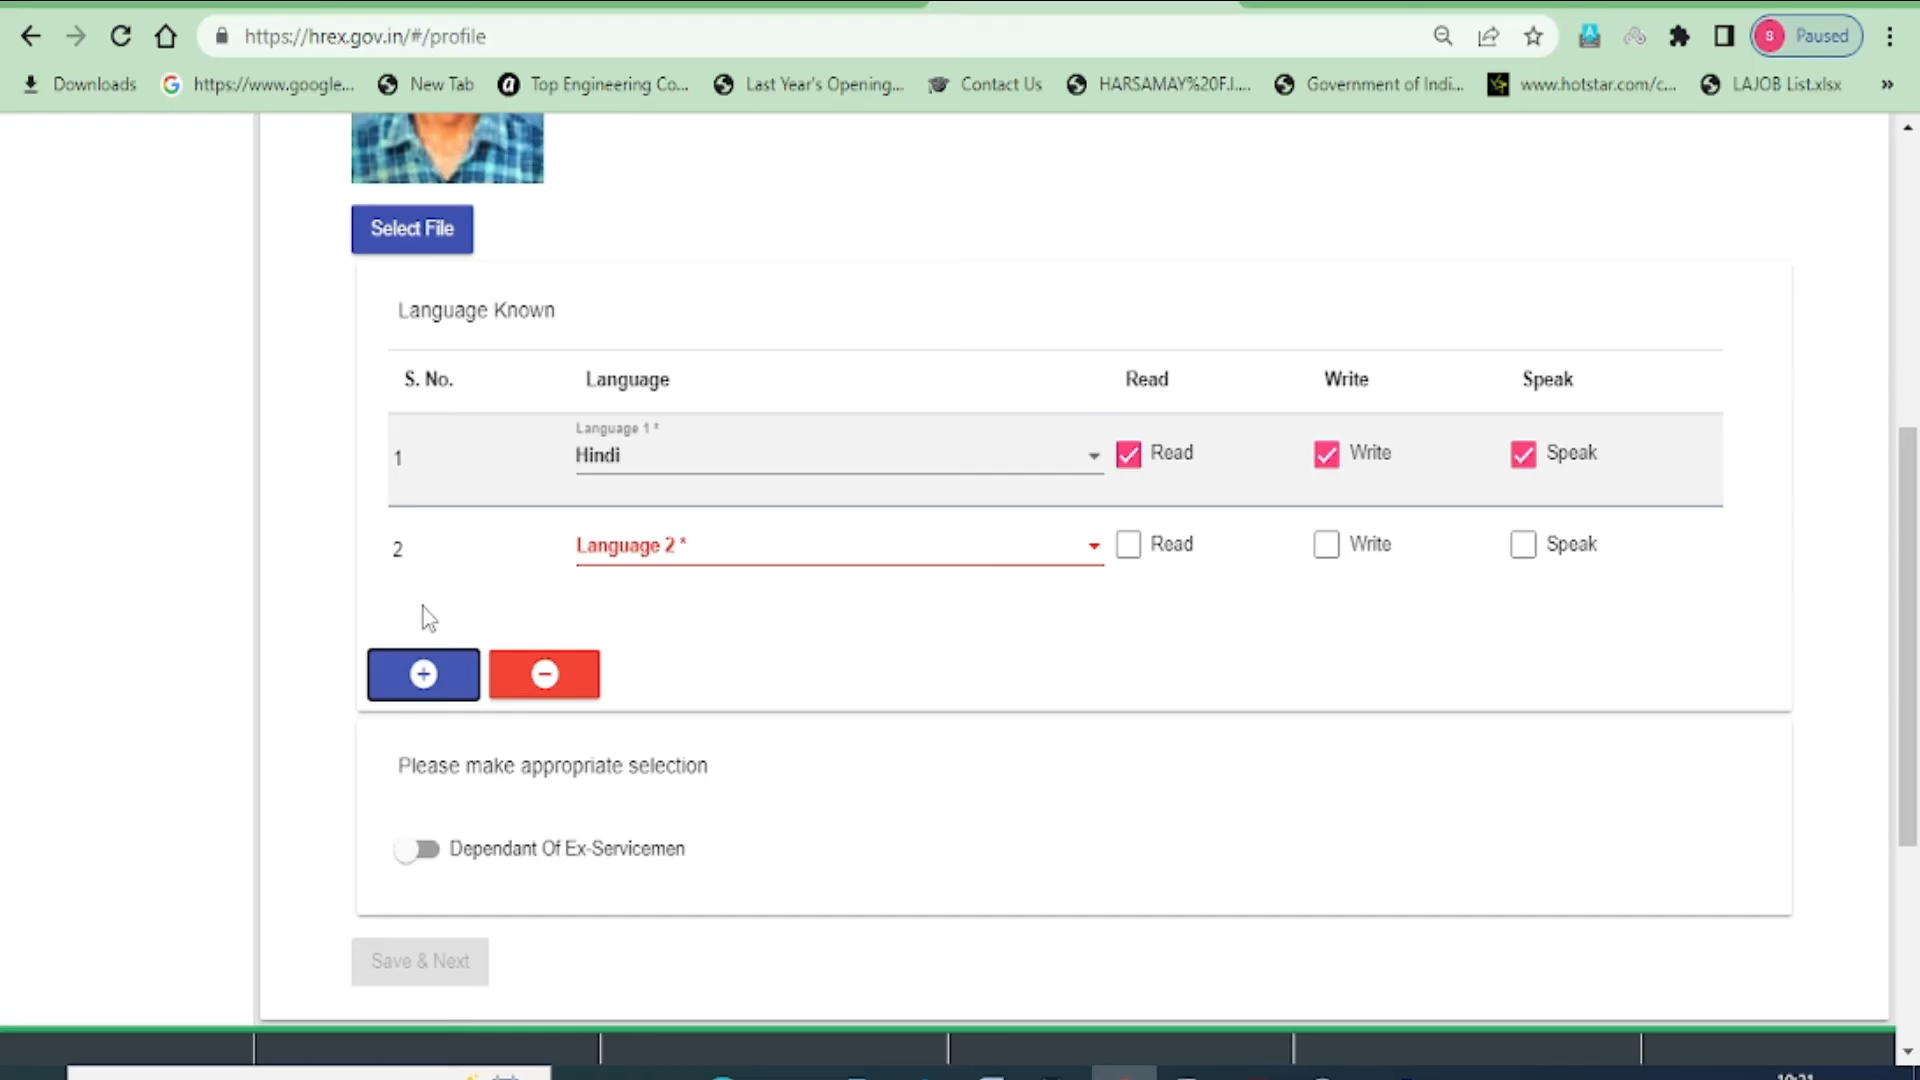 https://hrex.gov.in/#/profile
S Paused
Downloads https://www.google... New Tab Top Engineering Co... Last Year's Opening... Contact Us HARSAMAY%20F.I.... Government of Indi... www.hotstar.com/c... LAJOB List.xlsx »
Select File
Language Known
S. No. Language Read Write Speak
Language 1 *
1 Hindi Read Write Speak
2 Language 2 * Read Write Speak
Please make appropriate selection
Dependant Of Ex-Servicemen
Save & Next